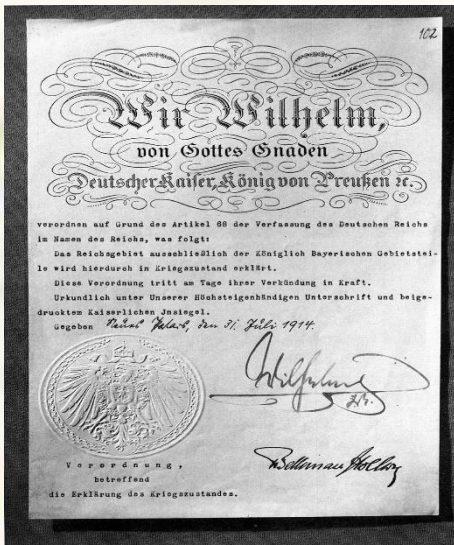 102
Wir Wilhelm,
von Gottes Gnaden
Deutscher Kaiser, König von Preußen ꝛc.
verordnen auf Grund des Artikel 68 der Verfassung des Deutschen Reichs
im Namen des Reichs, was folgt:
Das Reichsgebiet ausschließlich der Königlich Bayerischen Gebietstei-
le wird hierdurch in Kriegszustand erklärt.
Diese Verordnung tritt am Tage ihrer Verkündung in Kraft.
Urkundlich unter Unserer Höchsteigenhändigen Unterschrift und beige-
drucktem Kaiserlichen Jnsiegel.
Gegeben Neues Palais, den 31. Juli 1914.
Wilhelm
Bethmann Hollweg
Verordnung,
betreffend
die Erklärung des Kriegszustandes.